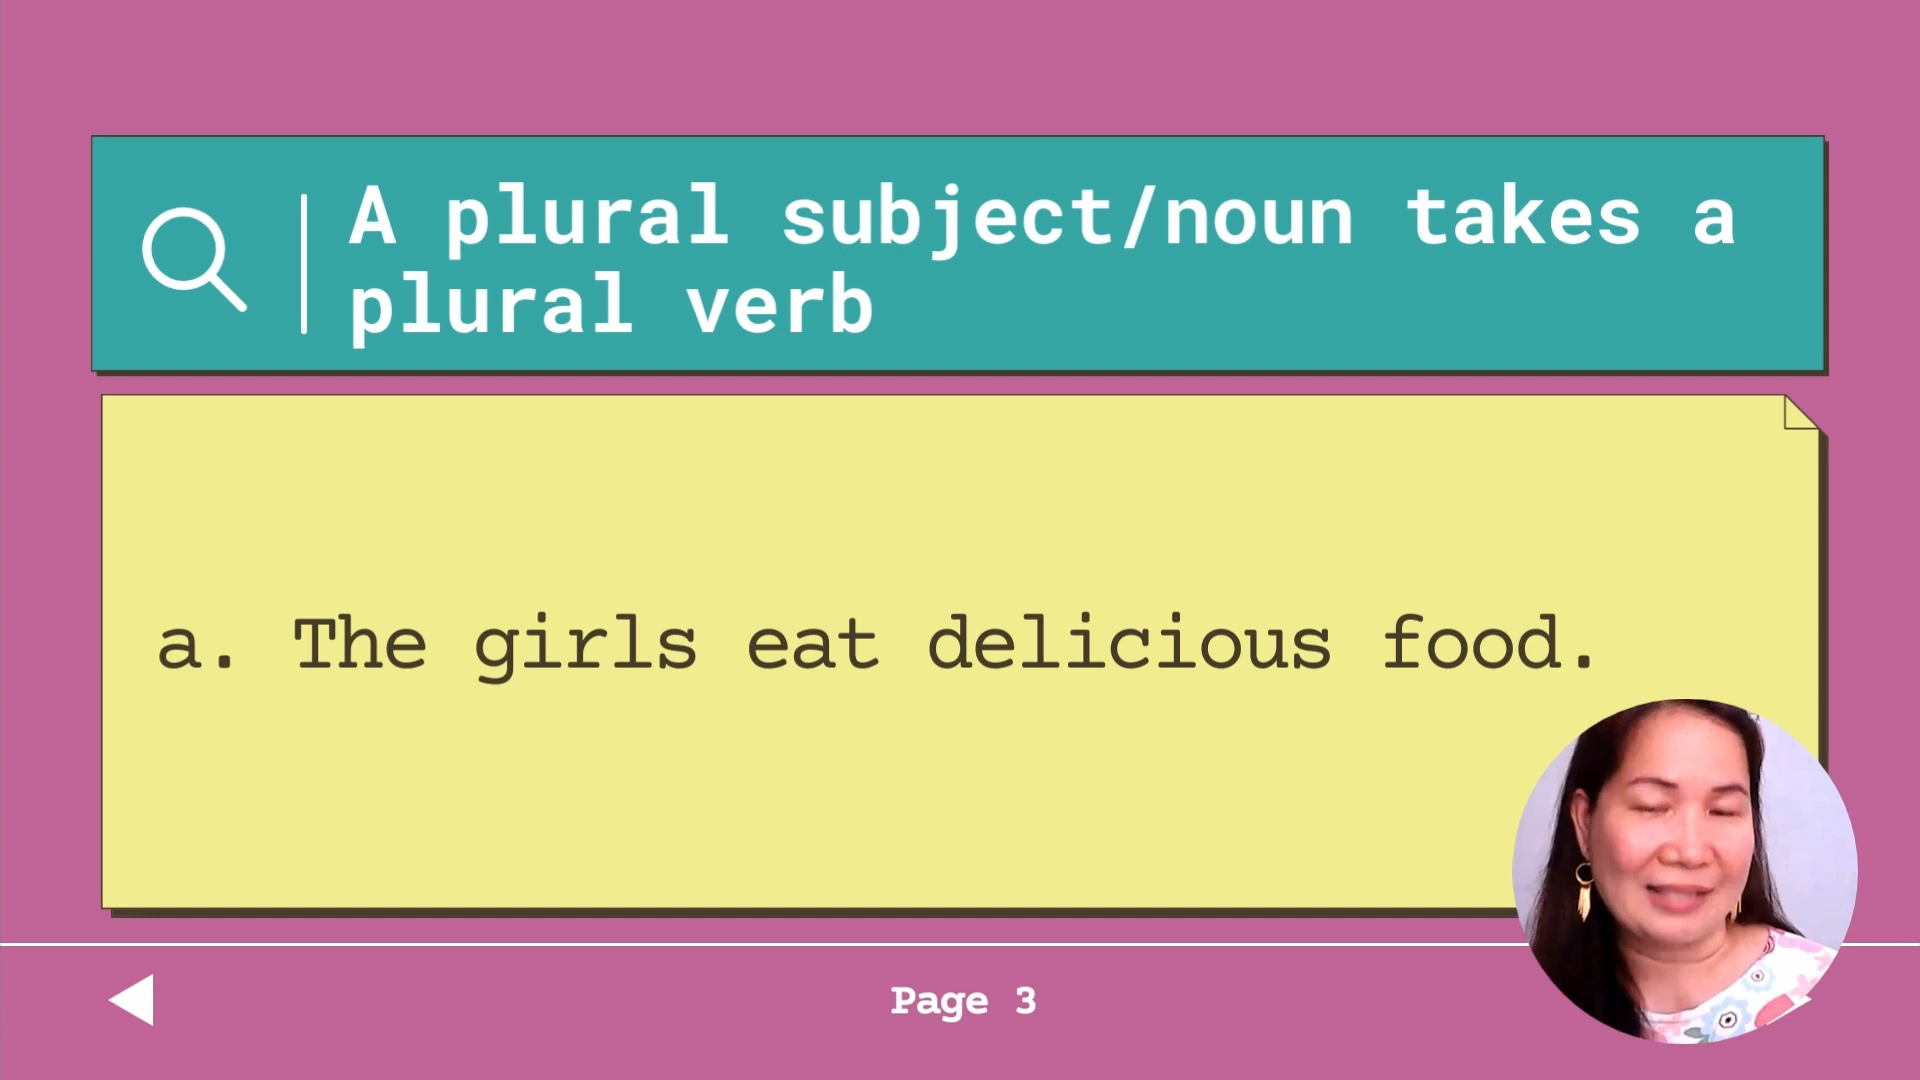 A plural subject/noun takes a
plural verb
a. The girls eat delicious food.
Page 3